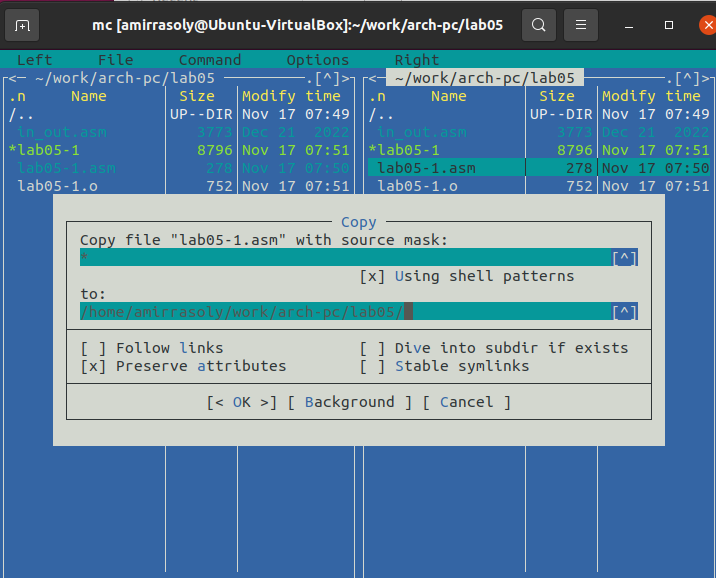 mc [amirrasoly@Ubuntu-VirtualBox]:~/work/arch-pc/lab05
Left File Command Options Right
<─ ~/work/arch-pc/lab05 ─.[^]>
.n Name Size Modify time
/.. UP--DIR Nov 17 07:49
in_out.asm 3773 Dec 21 2022
*lab05-1 8796 Nov 17 07:51
lab05-1.asm 278 Nov 17 07:50
lab05-1.o 752 Nov 17 07:51
<─ ~/work/arch-pc/lab05 ─.[^]>
.n Name Size Modify time
/.. UP--DIR Nov 17 07:49
in_out.asm 3773 Dec 21 2022
*lab05-1 8796 Nov 17 07:51
lab05-1.asm 278 Nov 17 07:50
lab05-1.o 752 Nov 17 07:51
Copy
Copy file "lab05-1.asm" with source mask:
* [^]
[x] Using shell patterns
to:
/home/amirrasoly/work/arch-pc/lab05/ [^]
[ ] Follow links [ ] Dive into subdir if exists
[x] Preserve attributes [ ] Stable symlinks
[< OK >] [ Background ] [ Cancel ]